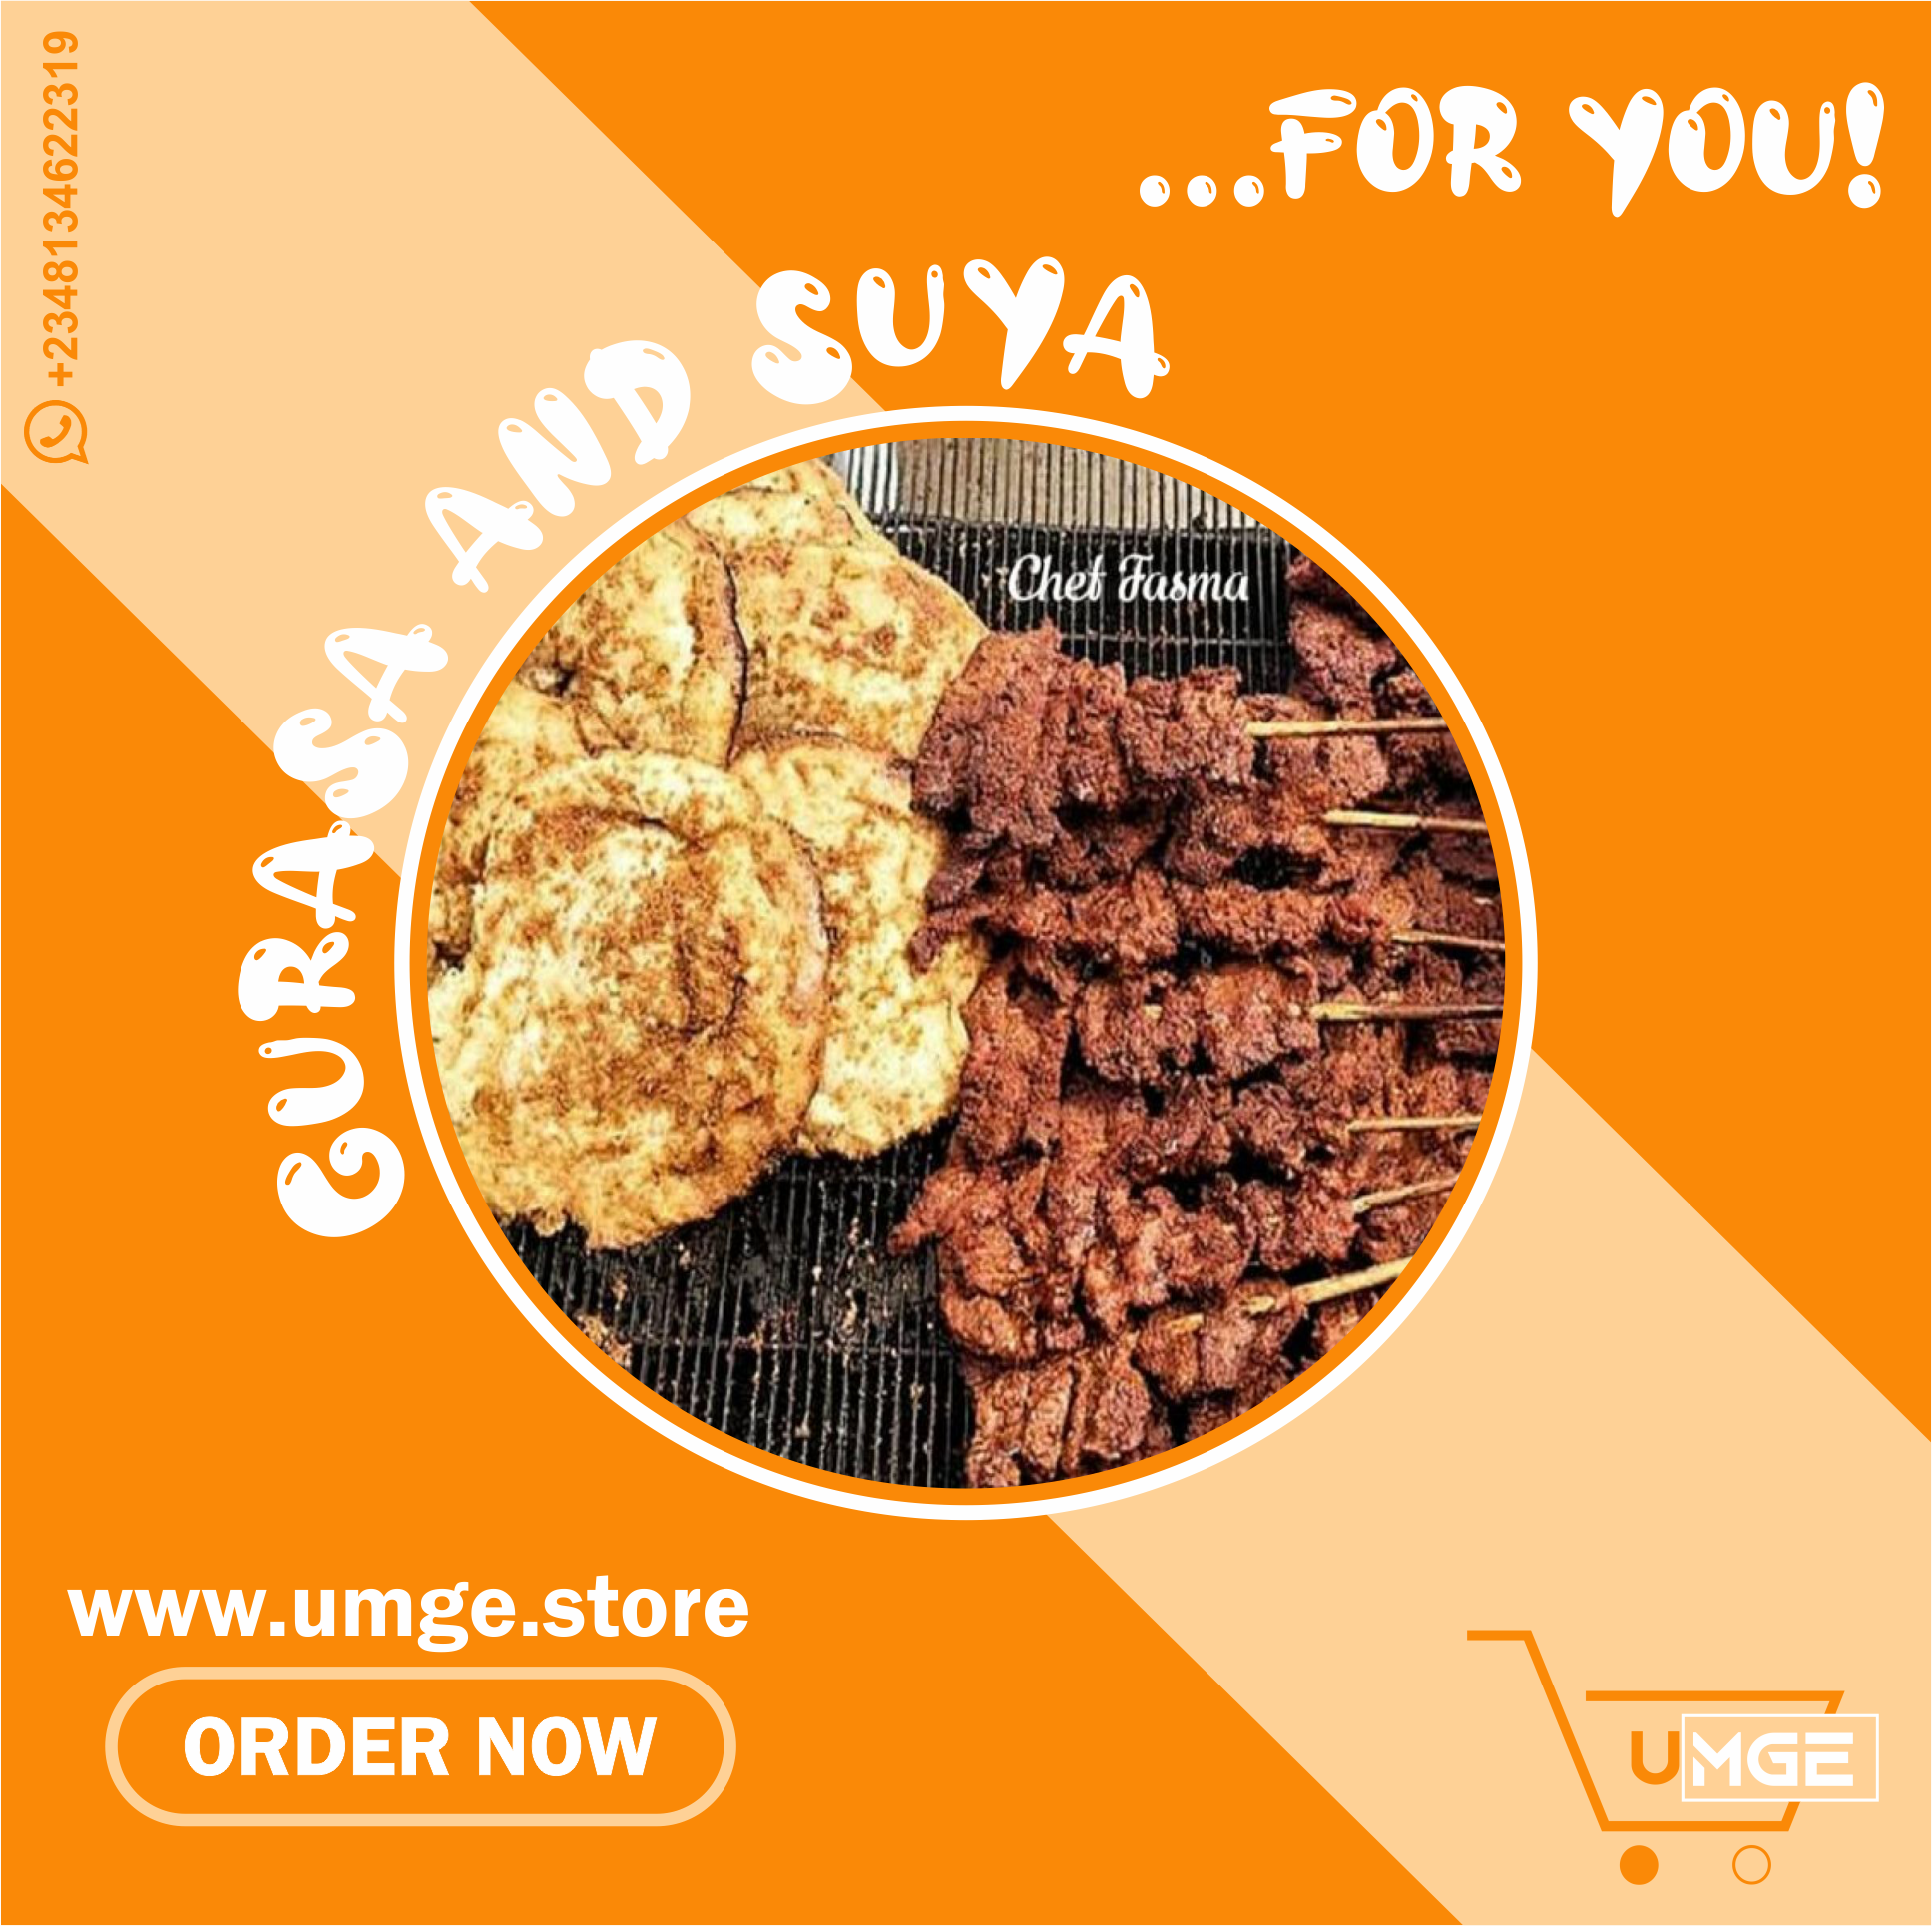 +2348134622319
...FOR YOU!
GURASA AND SUYA
Chef Fasma
www.umge.store
ORDER NOW
UMGE